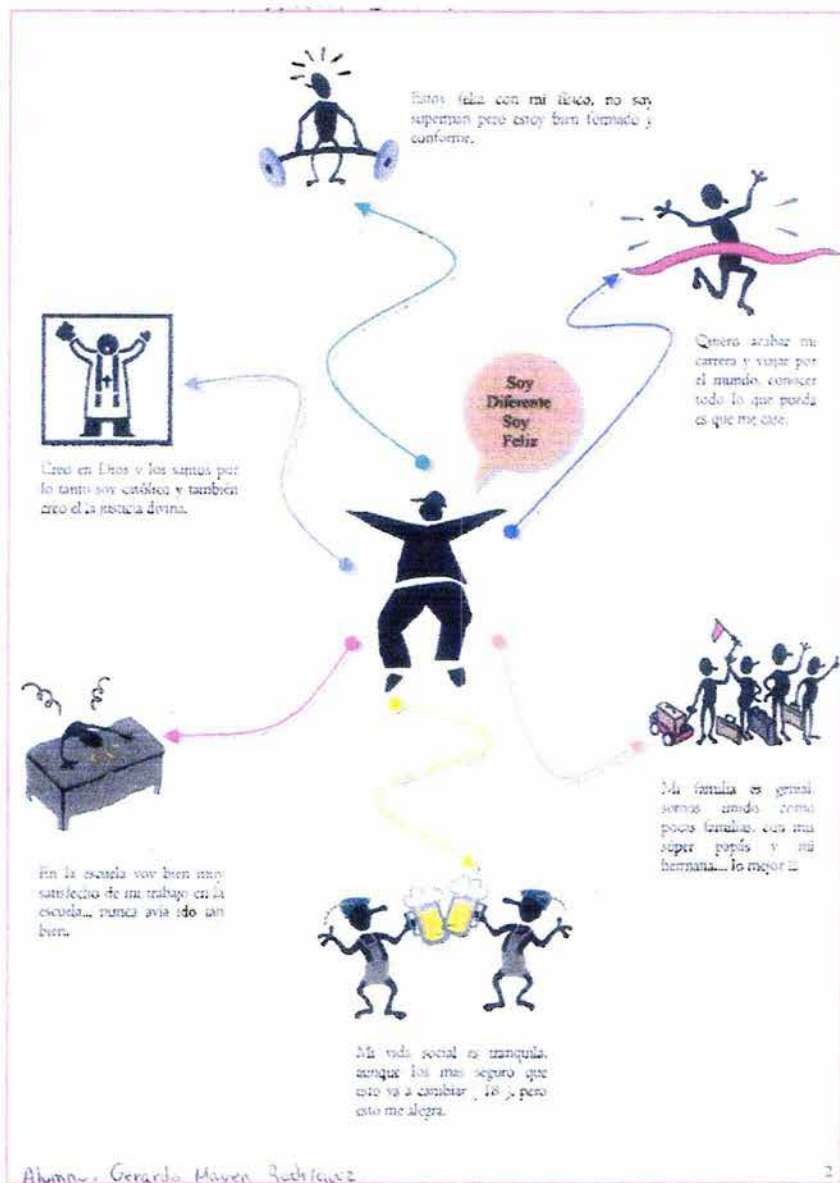 Estoy feliz con mi físico, no soy
superman pero estoy bien formado y
conforme.
Quiero acabar mi
carrera y viajar por
el mundo, conocer
todo lo que pueda
es que me case.
Soy
Diferente
Soy
Feliz
Creo en Dios y los santos por
lo tanto soy católico y también
creo el la justicia divina.
Mi familia es genial,
somos unido como
pocas familias, con mis
súper papás y mi
hermana.... lo mejor !!!
En la escuela voy bien muy
satisfecho de mi trabajo en la
escuela... nunca avía ido tan
bien.
Mi vida social es tranquila,
aunque los mas seguro que
esto va a cambiar 18 ), pero
esto me alegra.
Alumno. Gerardo Rodríguez
2